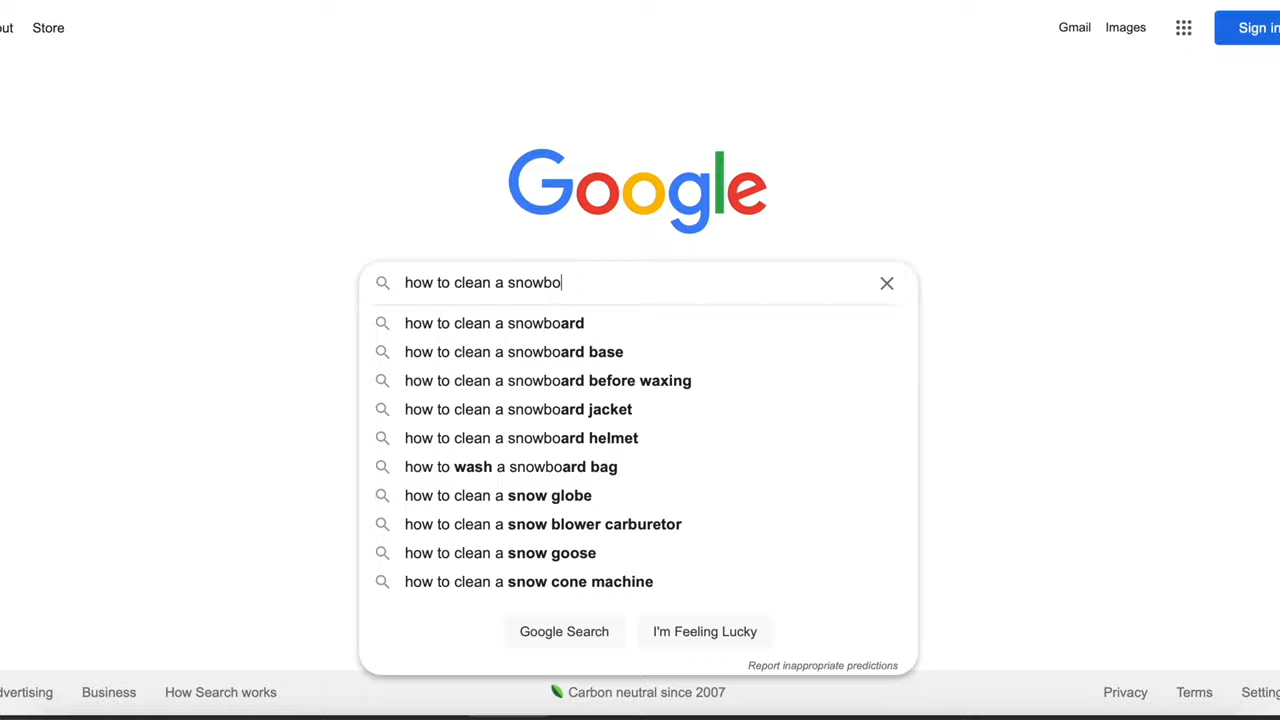 out Store Gmail Images Sign in
Google
how to clean a snowbo
how to clean a snowboard
how to clean a snowboard base
how to clean a snowboard before waxing
how to clean a snowboard jacket
how to clean a snowboard helmet
how to wash a snowboard bag
how to clean a snow globe
how to clean a snow blower carburetor
how to clean a snow goose
how to clean a snow cone machine
Google Search I'm Feeling Lucky
Report inappropriate predictions
dvertising Business How Search works Carbon neutral since 2007 Privacy Terms Setting